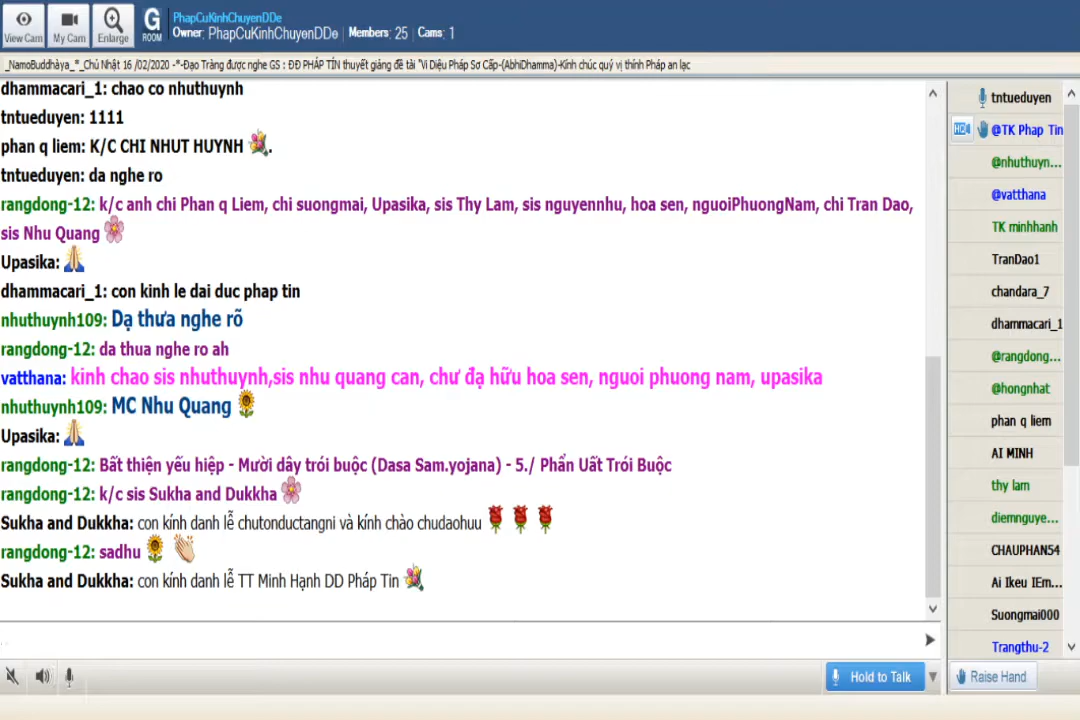 View Cam My Cam Enlarge G ROOM PhapCuKinhChuyenDDe
Owner: PhapCuKinhChuyenDDe Members: 25 Cams: 1
_NamoBuddhàya_*_Chủ Nhật 16 /02/2020 -*-Đạo Tràng được nghe GS : ĐĐ PHÁP TÍN thuyết giảng đề tài "Vi Diệu Pháp Sơ Cấp-(AbhiDhamma)-Kính chúc quý vị thính Pháp an lạc
dhammacari_1: chao co nhuthuynh
tntueduyen: 1111
phan q liem: K/C CHI NHUT HUYNH .
tntueduyen: da nghe ro
rangdong-12: k/c anh chi Phan q Liem, chi suongmai, Upasika, sis Thy Lam, sis nguyennhu, hoa sen, nguoiPhuongNam, chi Tran Dao,
sis Nhu Quang
Upasika:
dhammacari_1: con kinh le dai duc phap tin
nhuthuynh109: Dạ thưa nghe rõ
rangdong-12: da thua nghe ro ah
vatthana: kinh chao sis nhuthuynh,sis nhu quang can, chư đạ hữu hoa sen, nguoi phuong nam, upasika
nhuthuynh109: MC Nhu Quang
Upasika:
rangdong-12: Bất thiện yếu hiệp - Mười dây trói buộc (Dasa Sam.yojana) - 5./ Phẩn Uất Trói Buộc
rangdong-12: k/c sis Sukha and Dukkha
Sukha and Dukkha: con kính danh lễ chutonductangni và kính chào chudaohuu
rangdong-12: sadhu
Sukha and Dukkha: con kính danh lễ TT Minh Hạnh DD Pháp Tin
Hold to Talk
tntueduyen
HD @TK Phap Tin
@nhuthuyn...
@vatthana
TK minhhanh
TranDao1
chandara_7
dhammacari_1
@rangdong...
@hongnhat
phan q liem
AI MINH
thy lam
diemnguye...
CHAUPHAN54
Ai lkeu IEm...
Suongmai000
Trangthu-2
Raise Hand